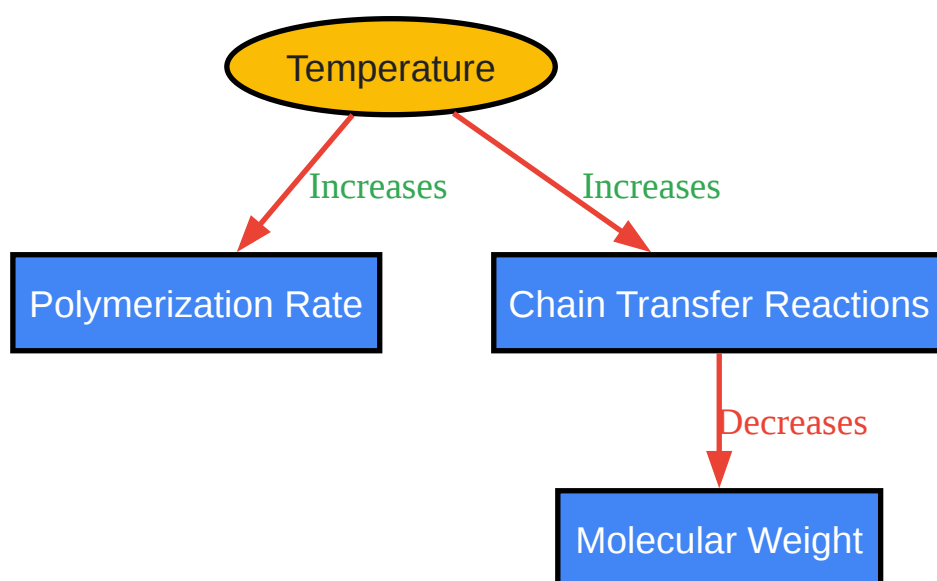 Temperature
Increases
Increases
Polymerization Rate
Chain Transfer Reactions
Decreases
Molecular Weight